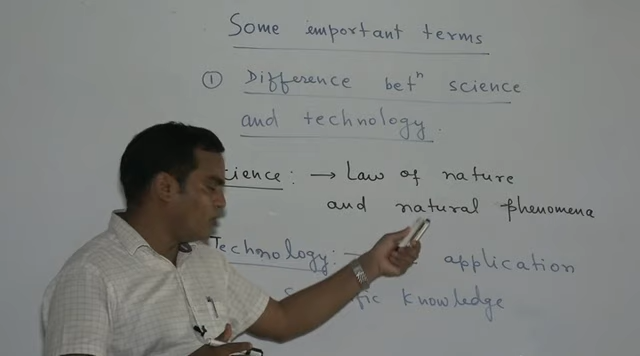 Some important terms
① Difference betⁿ science
and technology
cience: → Law of nature
and natural phenomena
Technology: – application
knowledge